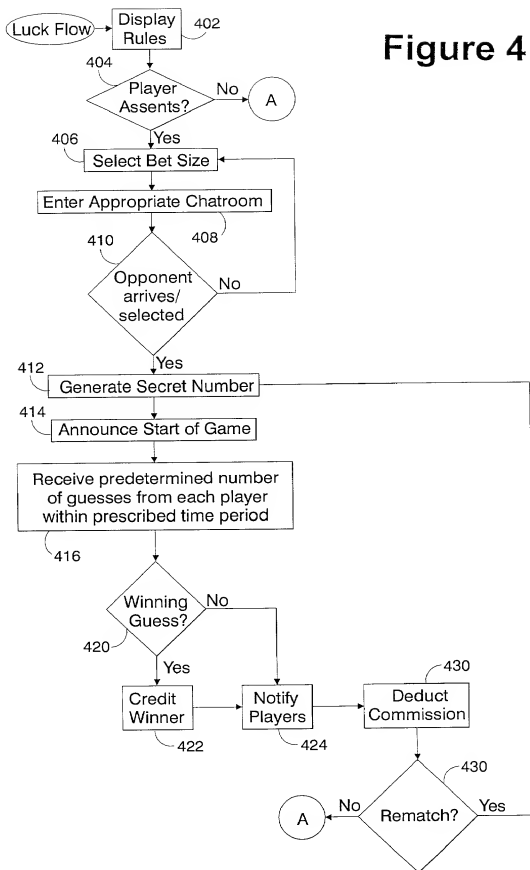 Figure 4
Luck Flow
Display
Rules
402
404
Player
Assents?
No
A
Yes
406
Select Bet Size
Enter Appropriate Chatroom
408
410
Opponent
arrives/
selected
No
Yes
412
Generate Secret Number
414
Announce Start of Game
Receive predetermined number
of guesses from each player
within prescribed time period
416
Winning
Guess?
No
420
Yes
Credit
Winner
422
Notify
Players
424
430
Deduct
Commission
430
Rematch?
No
A
Yes